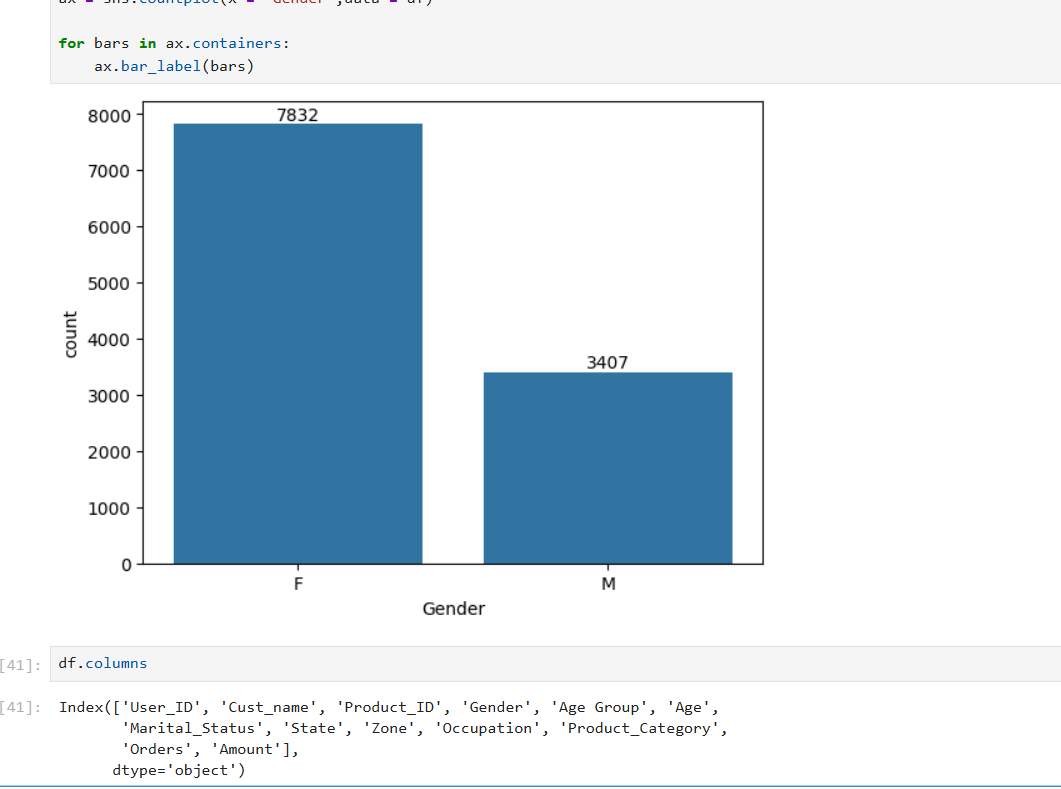 for bars in ax.containers:
    ax.bar_label(bars)
8000
7832
7000
6000
5000
4000
3407
3000
2000
1000
0
count
F
M
Gender
[41]:
df.columns
[41]:
Index(['User_ID', 'Cust_name', 'Product_ID', 'Gender', 'Age Group', 'Age',
       'Marital_Status', 'State', 'Zone', 'Occupation', 'Product_Category',
       'Orders', 'Amount'],
      dtype='object')